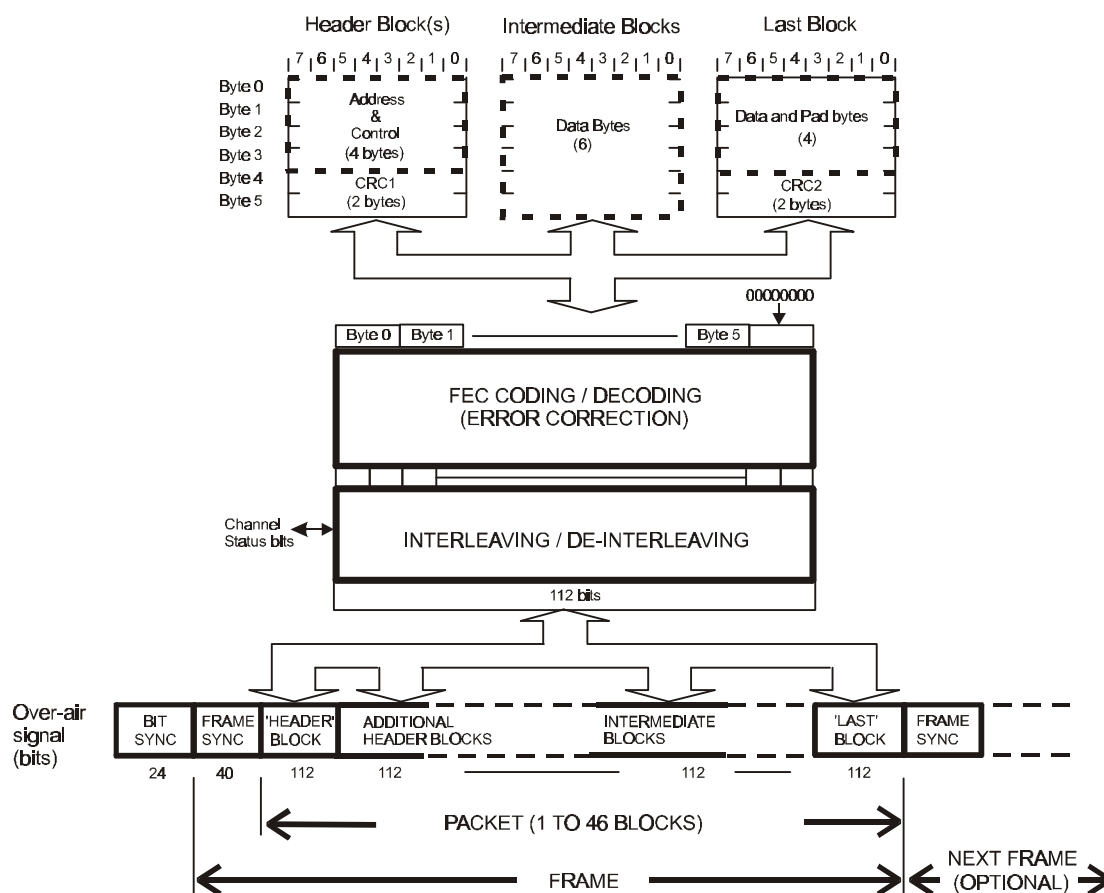 Header Block(s) Intermediate Blocks Last Block
7 6 5 4 3 2 1 0 7 6 5 4 3 2 1 0 7 6 5 4 3 2 1 0
Byte 0
Byte 1
Byte 2
Byte 3
Byte 4
Byte 5
Address
&
Control
(4 bytes)
CRC1
(2 bytes)
Data Bytes
(6)
Data and Pad bytes
(4)
CRC2
(2 bytes)
00000000
Byte 0 Byte 1 Byte 5
FEC CODING / DECODING
(ERROR CORRECTION)
Channel
Status bits
INTERLEAVING / DE-INTERLEAVING
112 bits
Over-air
signal
(bits)
BIT
SYNC
FRAME
SYNC
'HEADER'
BLOCK
ADDITIONAL
HEADER BLOCKS
INTERMEDIATE
BLOCKS
'LAST'
BLOCK
FRAME
SYNC
24 40 112 112 112 112
PACKET (1 TO 46 BLOCKS)
FRAME
NEXT FRAME
(OPTIONAL)